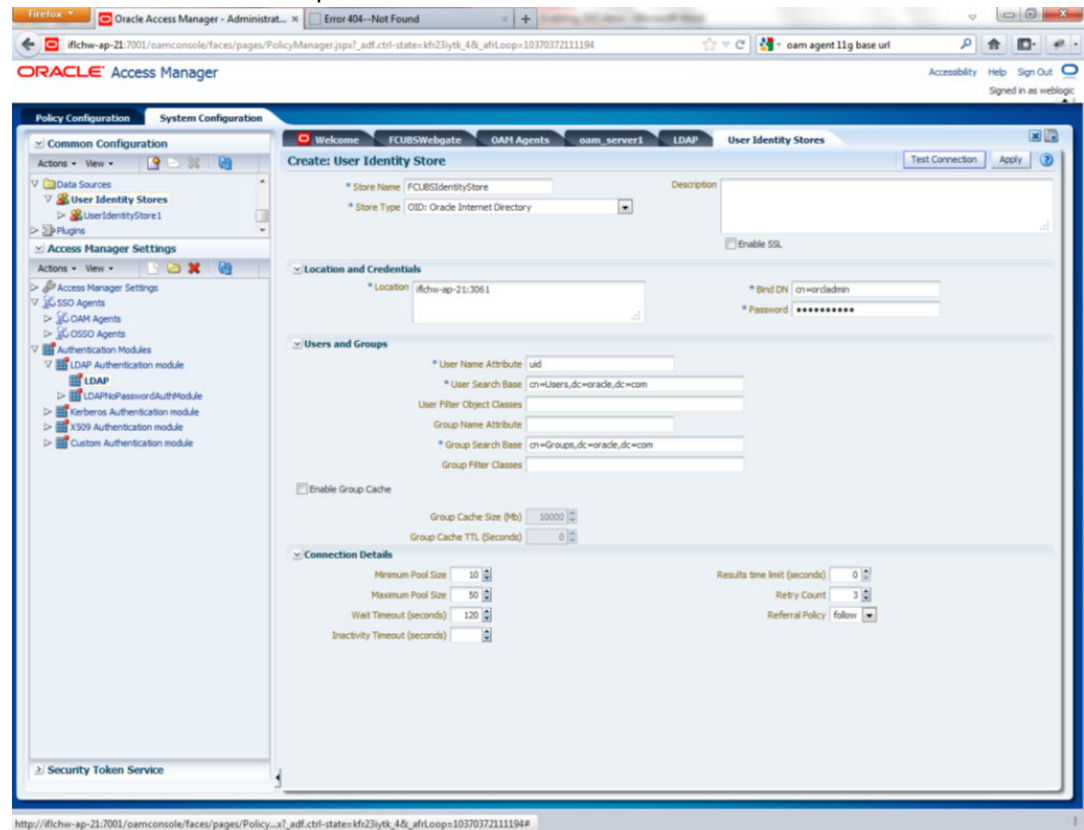 Firefox
Oracle Access Manager - Administrat... × Error 404--Not Found × +
iflchw-ap-21:7001/oamconsole/faces/pages/PolicyManager.jspx?_adf.ctrl-state=kfr23iytk_4&_afrLoop=10370372111194 oam agent 11g base url
ORACLE Access Manager Accessibility Help Sign Out
Signed in as weblogic
Policy Configuration System Configuration
Common Configuration
Actions View
Data Sources
User Identity Stores
UserIdentityStore1
Plugins
Access Manager Settings
Actions View
Access Manager Settings
SSO Agents
OAM Agents
OSSO Agents
Authentication Modules
LDAP Authentication module
LDAP
LDAPNoPasswordAuthModule
Kerberos Authentication module
X509 Authentication module
Custom Authentication module
Security Token Service
Welcome FCUBSWebgate OAM Agents oam_server1 LDAP User Identity Stores
Create: User Identity Store Test Connection Apply
* Store Name FCUBSIdentityStore Description
* Store Type OID: Oracle Internet Directory
Enable SSL
Location and Credentials
* Location iflchw-ap-21:3061 * Bind DN cn=orcladmin
* Password ••••••••••
Users and Groups
* User Name Attribute uid
* User Search Base cn=Users,dc=oracle,dc=com
User Filter Object Classes
Group Name Attribute
* Group Search Base cn=Groups,dc=oracle,dc=com
Group Filter Classes
Enable Group Cache
Group Cache Size (Mb) 10000
Group Cache TTL (Seconds) 0
Connection Details
Minimum Pool Size 10 Results time limit (seconds) 0
Maximum Pool Size 50 Retry Count 3
Wait Timeout (seconds) 120 Referral Policy follow
Inactivity Timeout (seconds)
http://iflchw-ap-21:7001/oamconsole/faces/pages/Policy...x?_adf.ctrl-state=kfr23iytk_4&_afrLoop=10370372111194#